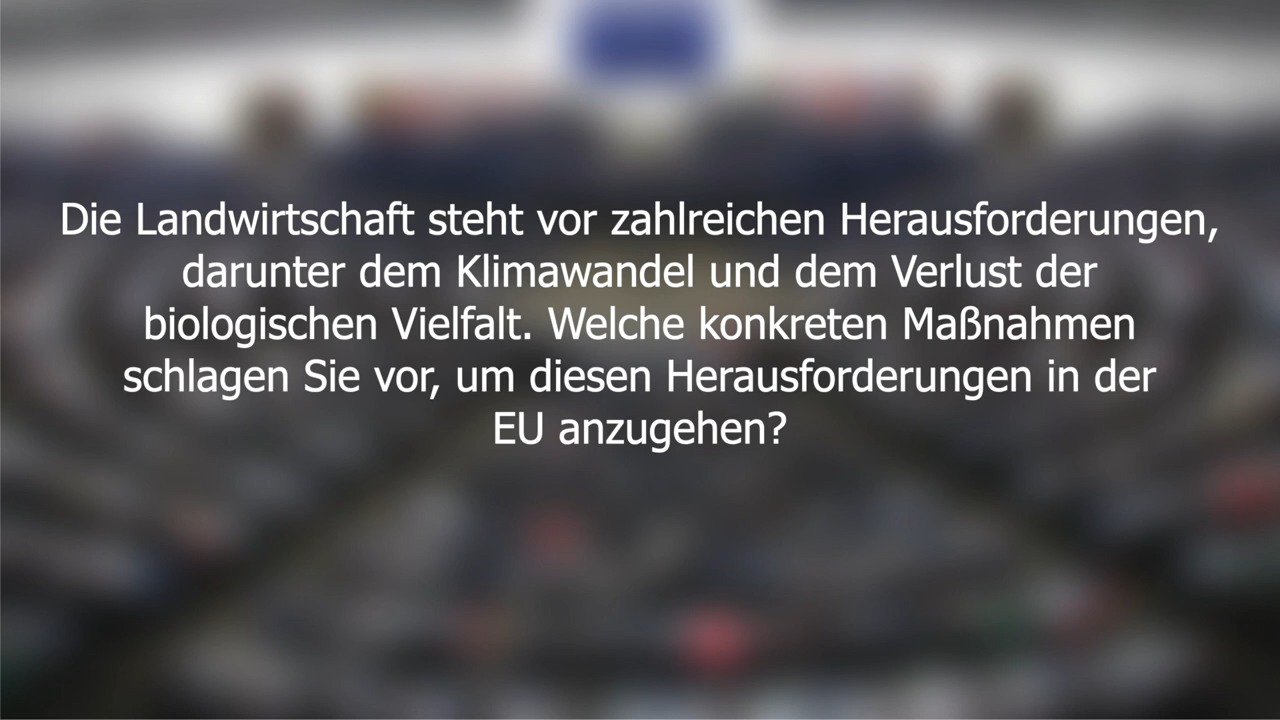 Die Landwirtschaft steht vor zahlreichen Herausforderungen,
darunter dem Klimawandel und dem Verlust der
biologischen Vielfalt. Welche konkreten Maßnahmen
schlagen Sie vor, um diesen Herausforderungen in der
EU anzugehen?